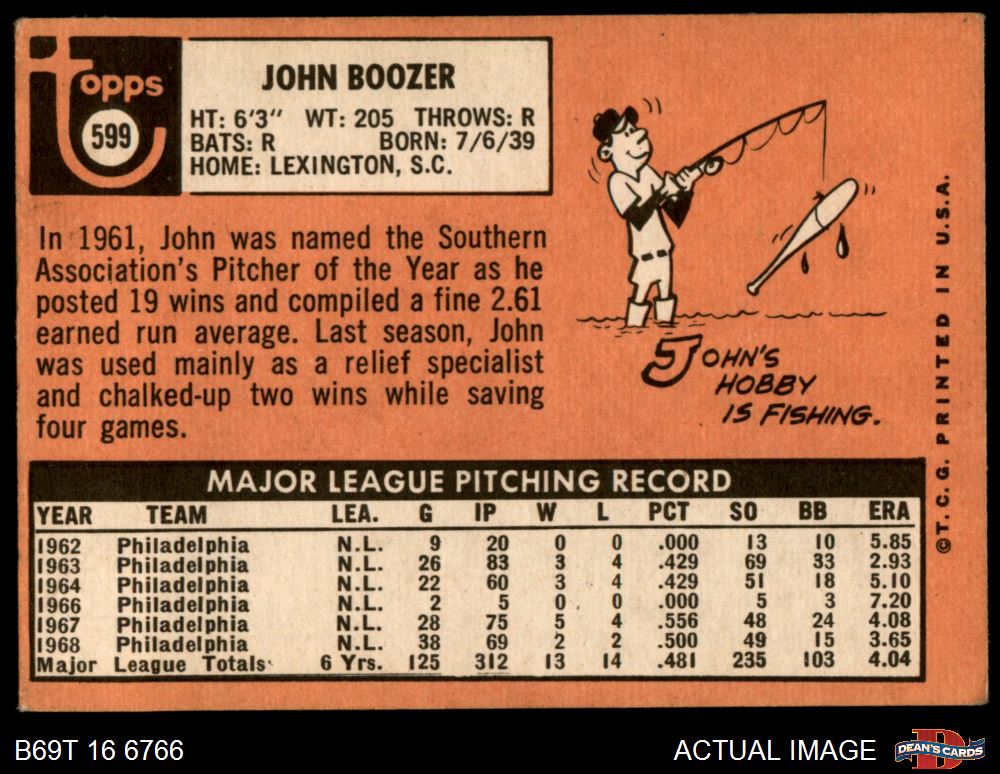 topps
599
JOHN BOOZER
HT: 6'3" WT: 205 THROWS: R
BATS: R BORN: 7/6/39
HOME: LEXINGTON, S.C.
In 1961, John was named the Southern
Association's Pitcher of the Year as he
posted 19 wins and compiled a fine 2.61
earned run average. Last season, John
was used mainly as a relief specialist
and chalked-up two wins while saving
four games.
JOHN'S
HOBBY
IS FISHING.
©T. C. G. PRINTED IN U.S.A.
MAJOR LEAGUE PITCHING RECORD
YEAR TEAM LEA. G IP W L PCT SO BB ERA
1962 Philadelphia N.L. 9 20 0 0 .000 13 10 5.85
1963 Philadelphia N.L. 26 83 3 4 .429 69 33 2.93
1964 Philadelphia N.L. 22 60 3 4 .429 51 18 5.10
1966 Philadelphia N.L. 2 5 0 0 .000 5 3 7.20
1967 Philadelphia N.L. 28 75 5 4 .556 48 24 4.08
1968 Philadelphia N.L. 38 69 2 2 .500 49 15 3.65
Major League Totals 6 Yrs. 125 312 13 14 .481 235 103 4.04
B69T 16 6766
ACTUAL IMAGE
DEAN'S CARDS